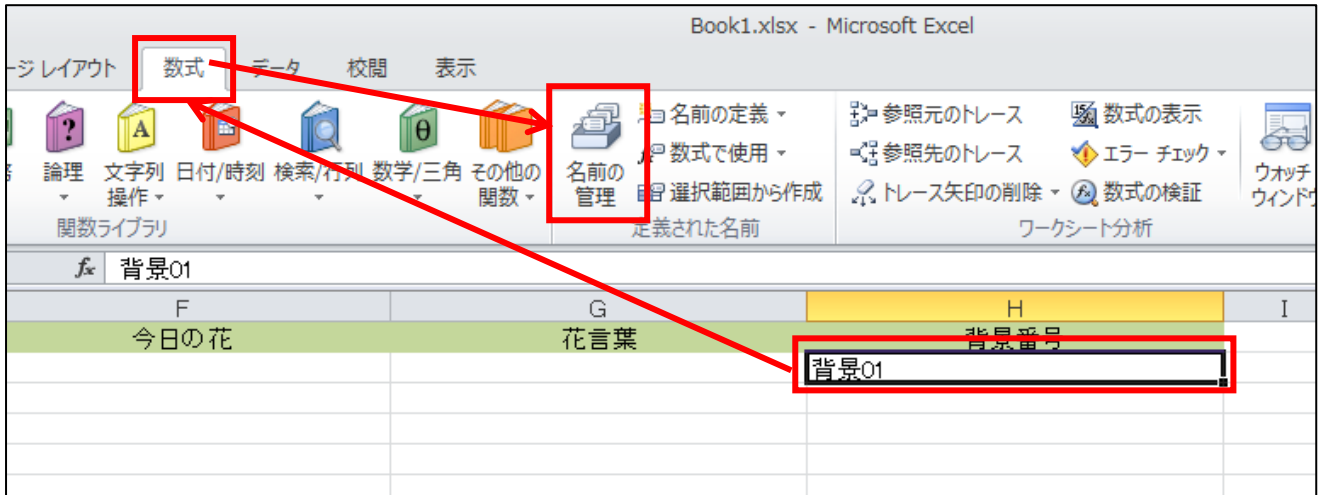 Book1.xlsx - Microsoft Excel
ージ レイアウト 数式 データ 校閲 表示
論理 文字列操作 日付/時刻 検索/行列 数学/三角 その他の関数 名前の管理
名前の定義 参照元のトレース 数式の表示
数式で使用 参照先のトレース エラー チェック
選択範囲から作成 トレース矢印の削除 数式の検証
ウォッチ
ウィンドウ
関数ライブラリ 定義された名前 ワークシート分析
fx 背景01
F G H I
今日の花 花言葉 背景番号
背景01